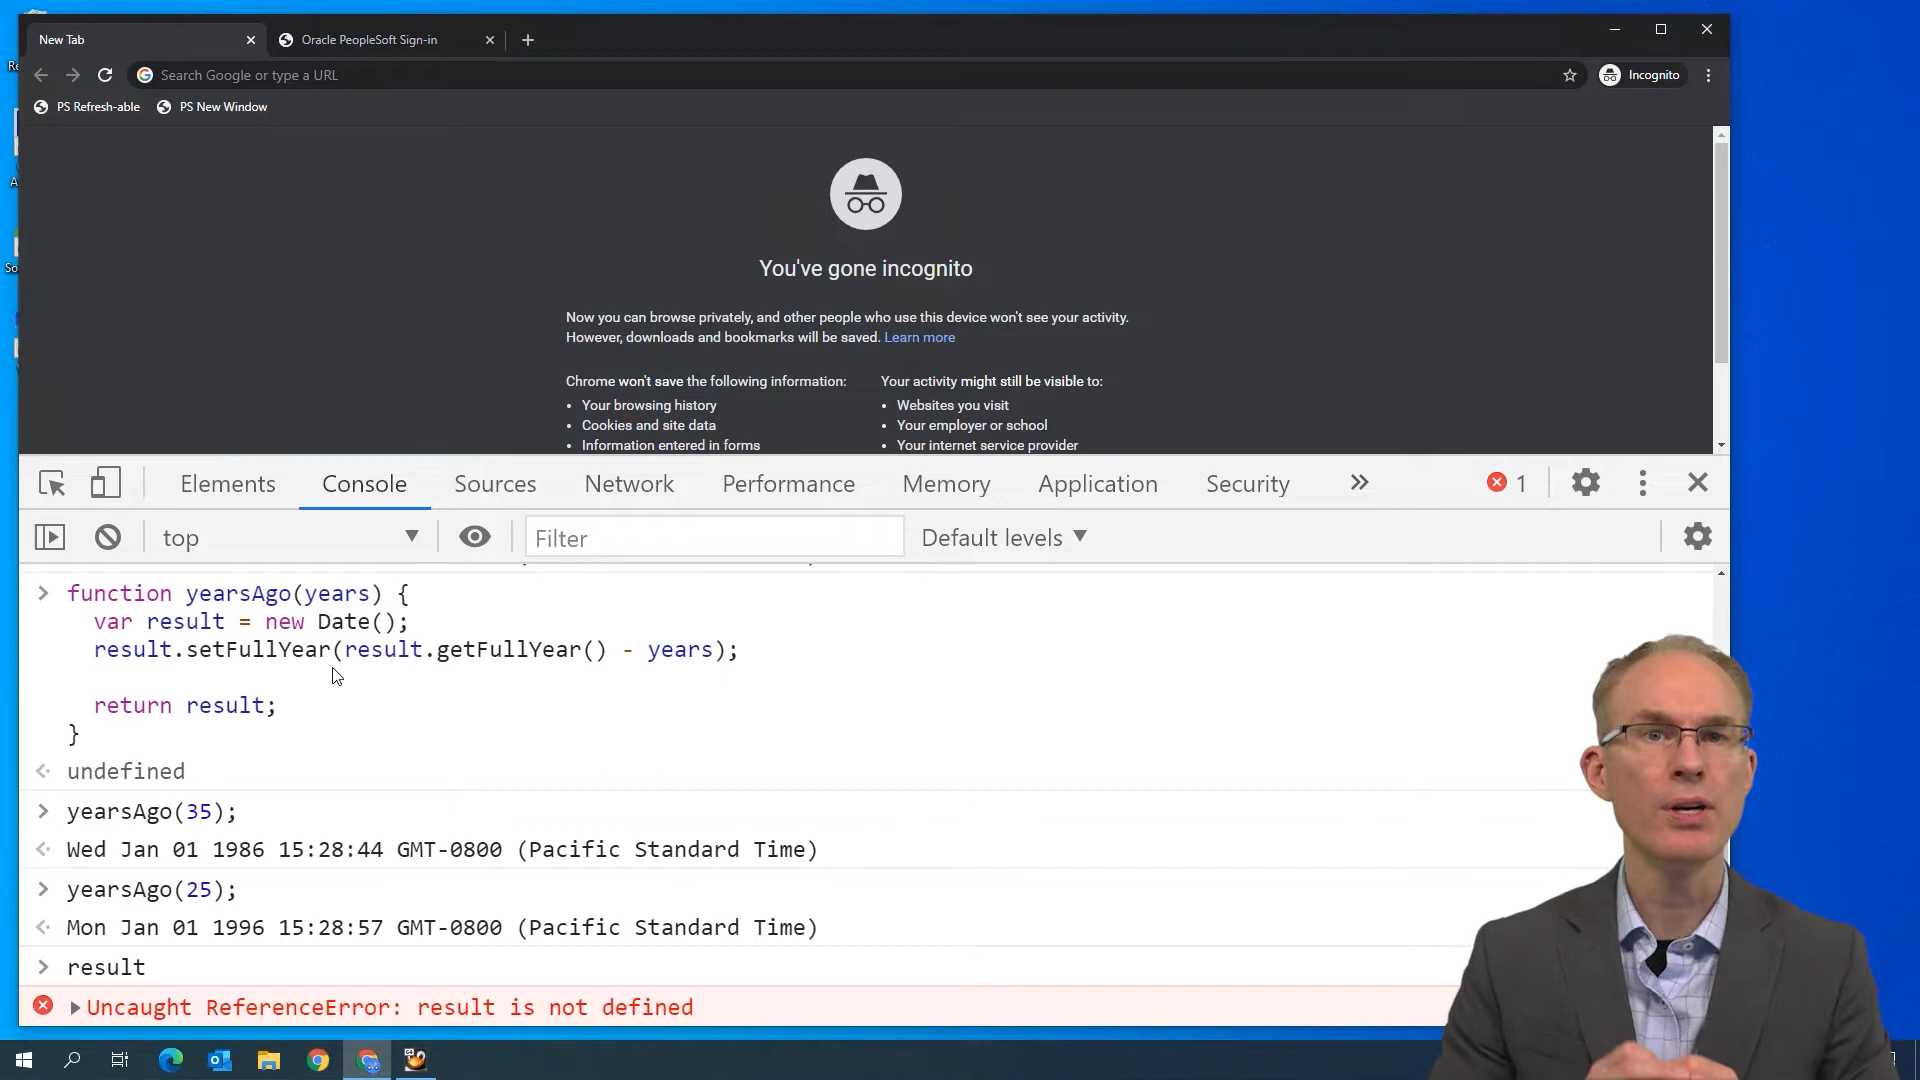 New Tab
Oracle PeopleSoft Sign-in
Re
Search Google or type a URL
Incognito
PS Refresh-able
PS New Window
A
So
You've gone incognito
Now you can browse privately, and other people who use this device won't see your activity.
However, downloads and bookmarks will be saved. Learn more
Chrome won't save the following information:
Your browsing history
Cookies and site data
Information entered in forms
Your activity might still be visible to:
Websites you visit
Your employer or school
Your internet service provider
Elements Console Sources Network Performance Memory Application Security 1
top
Filter
Default levels
function yearsAgo(years) {
var result = new Date();
result.setFullYear(result.getFullYear() - years);
return result;
}
undefined
yearsAgo(35);
Wed Jan 01 1986 15:28:44 GMT-0800 (Pacific Standard Time)
yearsAgo(25);
Mon Jan 01 1996 15:28:57 GMT-0800 (Pacific Standard Time)
result
Uncaught ReferenceError: result is not defined